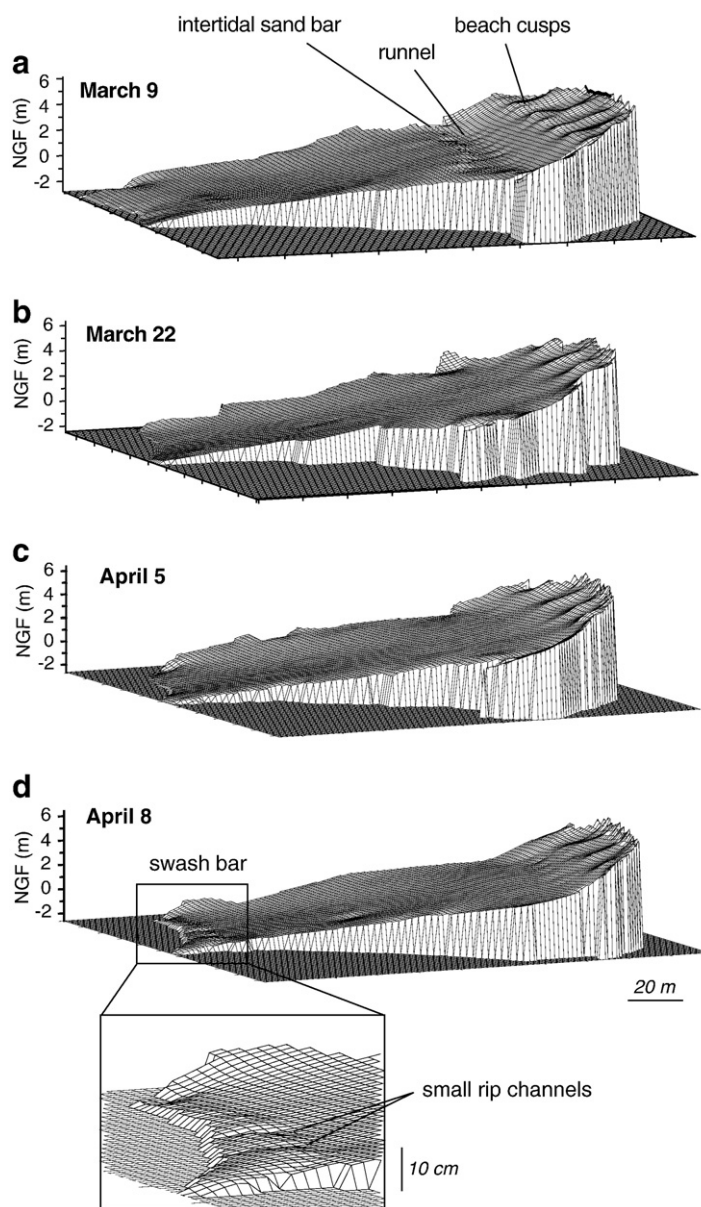 intertidal sand bar
beach cusps
runnel
a
March 9
NGF (m)
6
4
2
0
-2
b
March 22
NGF (m)
6
4
2
0
-2
c
April 5
NGF (m)
6
4
2
0
-2
d
April 8
NGF (m)
6
4
2
0
-2
swash bar
20 m
small rip channels
10 cm